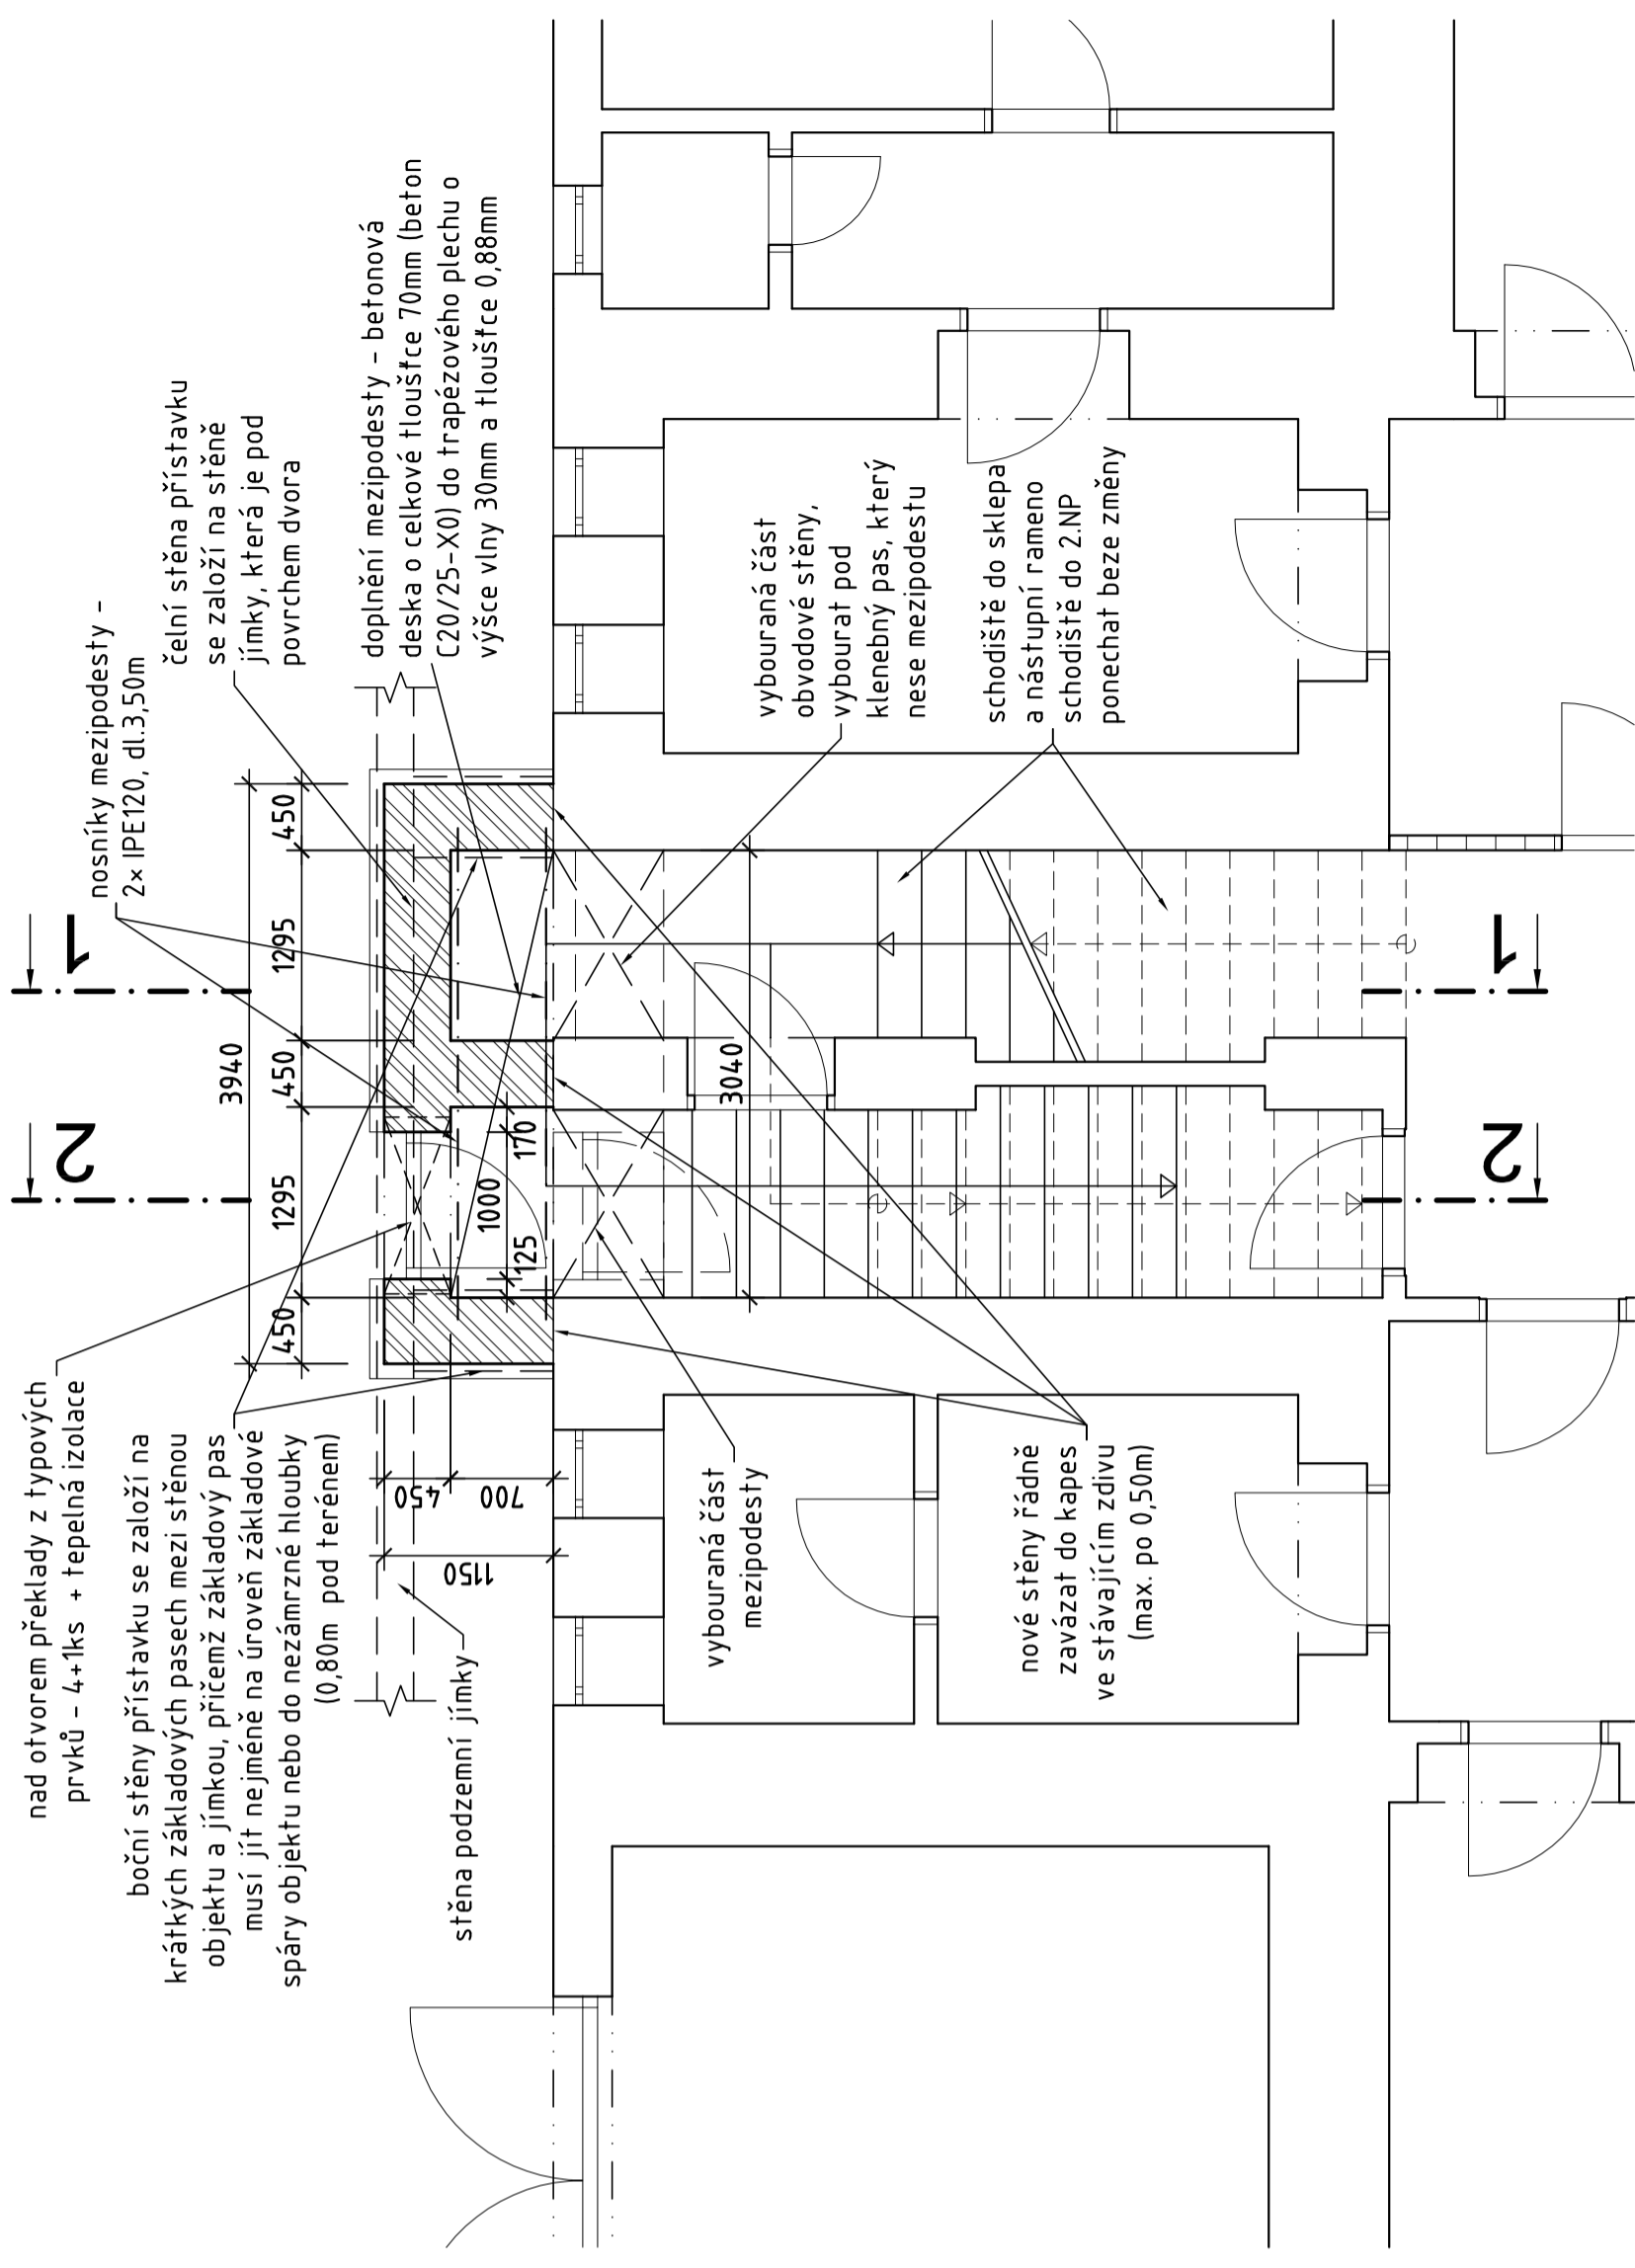 nad otvorem překlady z typových
prvků - 4+1ks + tepelná izolace
boční stěny přístavku se založí na
krátkých základových pasech mezi stěnou
objektu a jímkou, přičemž základový pas
musí jít nejméně na úroveň základové
spáry objektu nebo do nezámrzné hloubky
(0,80m pod terénem)
stěna podzemní jímky
nosníky mezipodesty -
2× IPE120, dl.3,50m
čelní stěna přístavku
se založí na stěně
jímky, která je pod
povrchem dvora
doplnění mezipodesty - betonová
deska o celkové tloušťce 70mm (beton
C20/25-X0) do trapézového plechu o
výšce vlny 30mm a tloušťce 0,88mm
vybouraná část
obvodové stěny,
vybourat pod
klenebný pas, který
nese mezipodestu
schodiště do sklepa
a nástupní rameno
schodiště do 2.NP
ponechat beze změny
vybouraná část
mezipodesty
nové stěny řádně
zavázat do kapes
ve stávajícím zdivu
(max. po 0,50m)
2
1
3940
450
1295
450
1295
450
125
1000
170
3040
450
700
1150
2
1